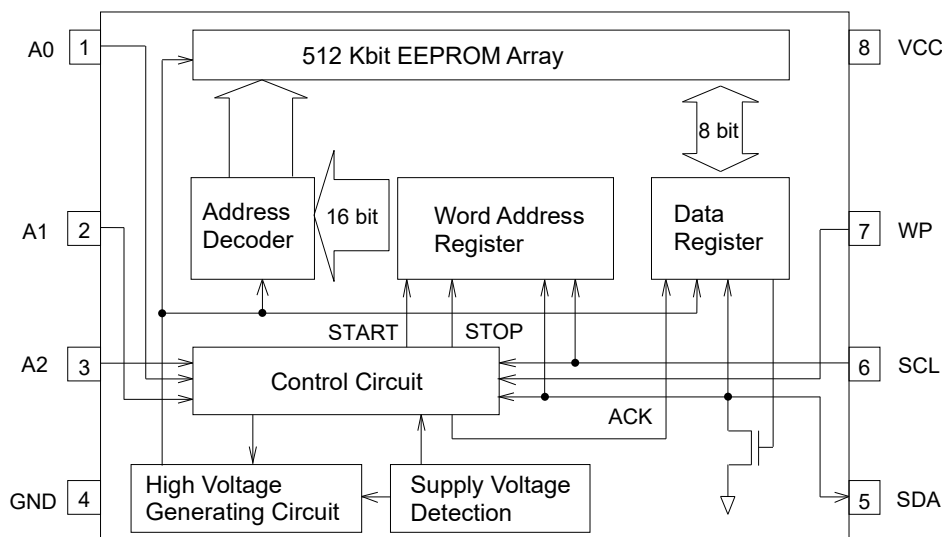 A0
1
512 Kbit EEPROM Array
8
VCC
8 bit
A1
2
Address
Decoder
16 bit
Word Address
Register
Data
Register
7
WP
START
STOP
A2
3
Control Circuit
6
SCL
ACK
GND
4
High Voltage
Generating Circuit
Supply Voltage
Detection
5
SDA